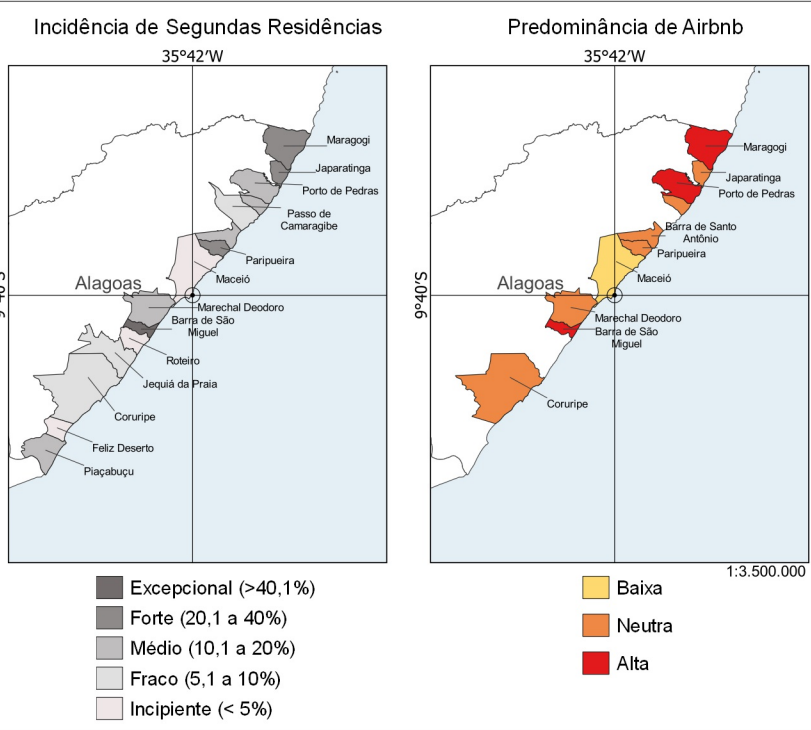 Incidência de Segundas Residências
35°42'W
Maragogi
Japaratinga
Porto de Pedras
Passo de
Camaragibe
Paripueira
Maceió
Alagoas
Marechal Deodoro
Barra de São
Miguel
Roteiro
Jequiá da Praia
Coruripe
Feliz Deserto
Piaçabuçu
Excepcional (>40,1%)
Forte (20,1 a 40%)
Médio (10,1 a 20%)
Fraco (5,1 a 10%)
Incipiente (< 5%)
Predominância de Airbnb
35°42'W
Maragogi
Japaratinga
Porto de Pedras
Barra de Santo
Antônio
Paripueira
Maceió
9°40'S
Alagoas
Marechal Deodoro
Barra de São
Miguel
Coruripe
1:3.500.000
Baixa
Neutra
Alta